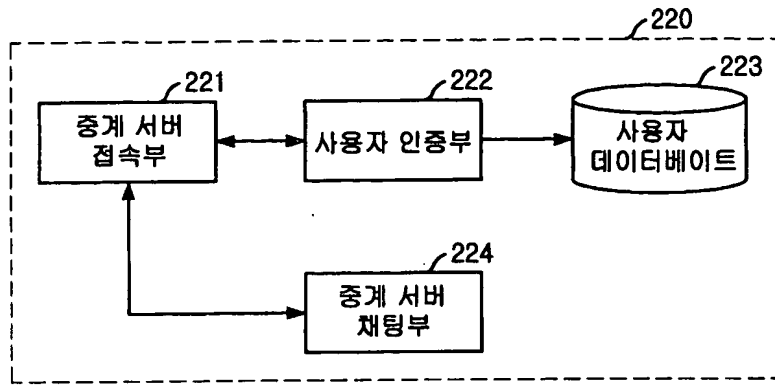 220
221
중계 서버
접속부
222
사용자 인증부
223
사용자
데이터베이트
224
중계 서버
채팅부